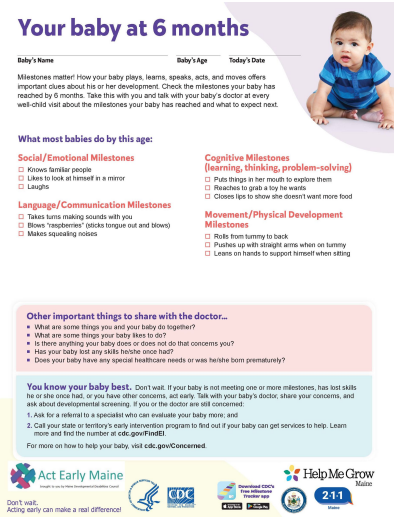 Your baby at 6 months
Baby's Name Baby's Age Today's Date
Milestones matter! How your baby plays, learns, speaks, acts, and moves offers
important clues about his or her development. Check the milestones your baby has
reached by 6 months. Take this with you and talk with your baby's doctor at every
well-child visit about the milestones your baby has reached and what to expect next.
What most babies do by this age:
Social/Emotional Milestones
Knows familiar people
Likes to look at himself in a mirror
Laughs
Language/Communication Milestones
Takes turns making sounds with you
Blows "raspberries" (sticks tongue out and blows)
Makes squealing noises
Cognitive Milestones
(learning, thinking, problem-solving)
Puts things in her mouth to explore them
Reaches to grab a toy he wants
Closes lips to show she doesn't want more food
Movement/Physical Development
Milestones
Rolls from tummy to back
Pushes up with straight arms when on tummy
Leans on hands to support himself when sitting
Other important things to share with the doctor...
What are some things you and your baby do together?
What are some things your baby likes to do?
Is there anything your baby does or does not do that concerns you?
Has your baby lost any skills he/she once had?
Does your baby have any special healthcare needs or was he/she born prematurely?
You know your baby best. Don't wait. If your baby is not meeting one or more milestones, has lost skills
he or she once had, or you have other concerns, act early. Talk with your baby's doctor, share your concerns, and
ask about developmental screening. If you or the doctor are still concerned:
1. Ask for a referral to a specialist who can evaluate your baby more; and
2. Call your state or territory's early intervention program to find out if your baby can get services to help. Learn
more and find the number at cdc.gov/FindEI.
For more on how to help your baby, visit cdc.gov/Concerned.
Act Early Maine
brought to you by Maine Developmental Disabilities Council
Don't wait.
Acting early can make a real difference!
CDC
Download CDC's
free Milestone
Tracker app
Help Me Grow
Maine
2-1-1
Maine